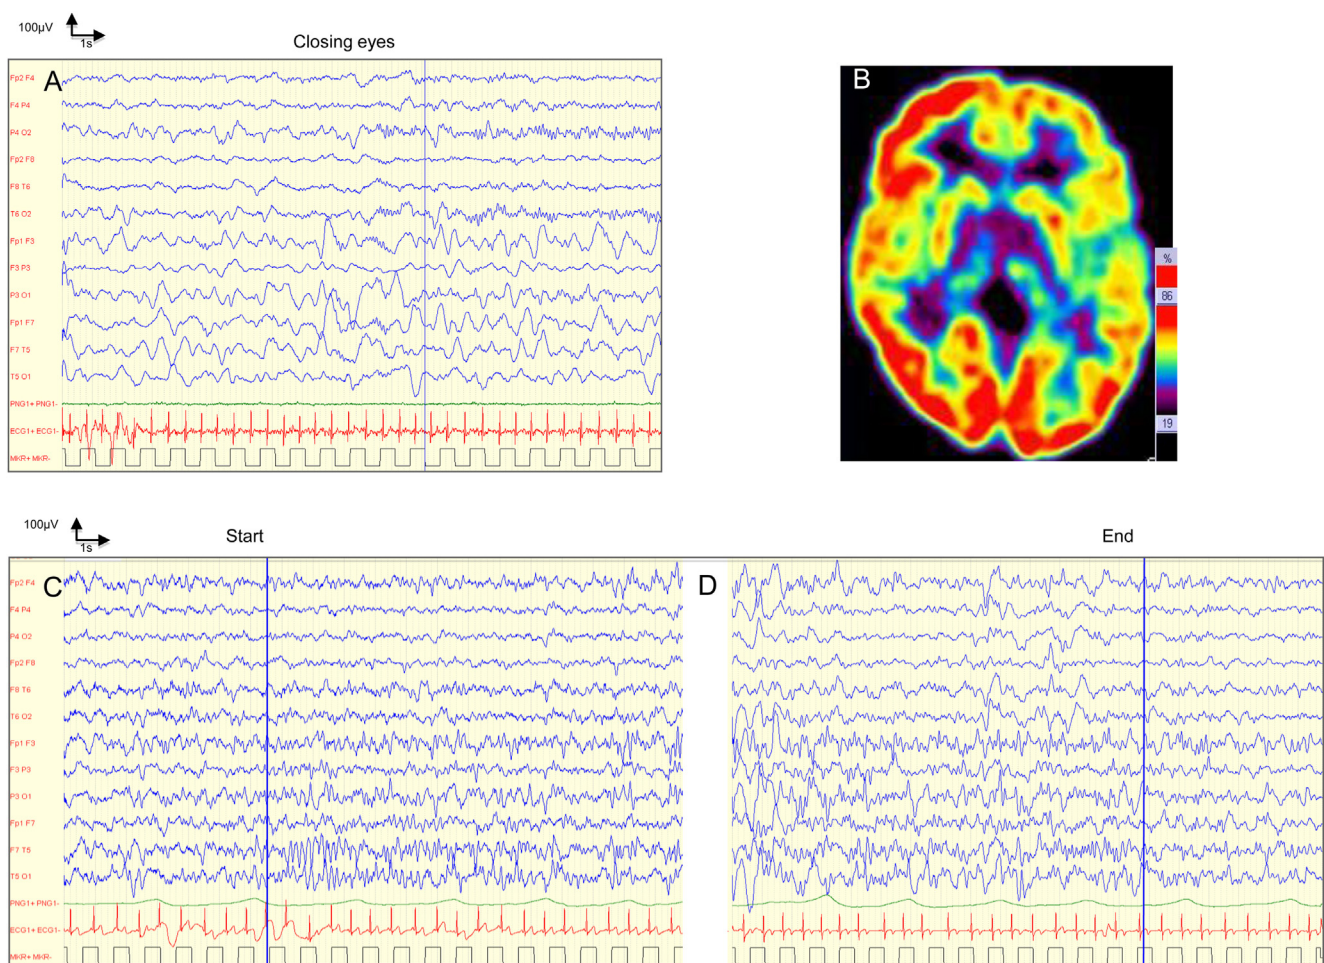 100µV
1s
Closing eyes
A
Fp2 F4
F4 P4
P4 O2
Fp2 F8
F8 T6
T6 O2
Fp1 F3
F3 P3
P3 O1
Fp1 F7
F7 T5
T5 O1
PNG1+ PNG1-
ECG1+ ECG1-
MKR+ MKR-
B
%
86
19
100µV
1s
Start
End
C
D
Fp2 F4
F4 P4
P4 O2
Fp2 F8
F8 T6
T6 O2
Fp1 F3
F3 P3
P3 O1
Fp1 F7
F7 T5
T5 O1
PNG1+ PNG1-
ECG1+ ECG1-
MKR+ MKR-